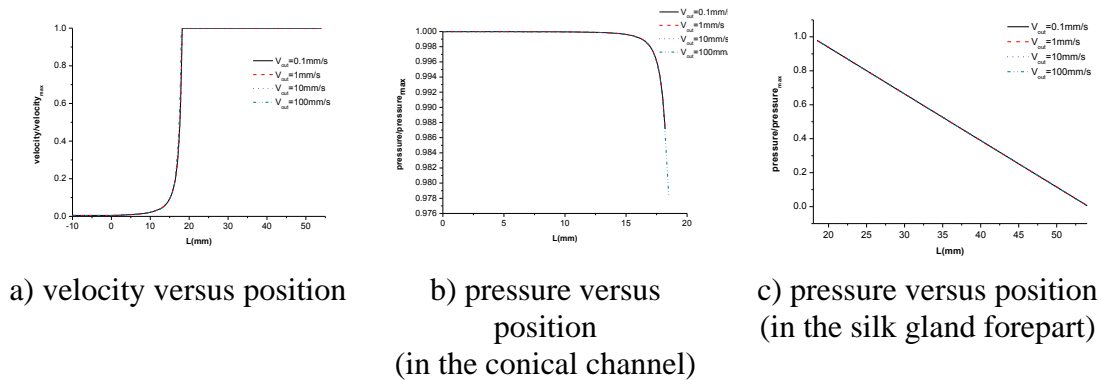 1.0
0.8
0.6
0.4
0.2
0.0
velocity/velocity_max
-10 0 10 20 30 40 50
L(mm)
V_out=0.1mm/s
V_out=1mm/s
V_out=10mm/s
V_out=100mm/s
1.000
0.998
0.996
0.994
0.992
0.990
0.988
0.986
0.984
0.982
0.980
0.978
0.976
pressure/pressure_max
0 5 10 15 20
L(mm)
V_out=0.1mm/
V_out=1mm/s
V_out=10mm/s
V_out=100mm/
1.0
0.8
0.6
0.4
0.2
0.0
pressure/pressure_max
20 25 30 35 40 45 50
L(mm)
V_out=0.1mm/s
V_out=1mm/s
V_out=10mm/s
V_out=100mm/s
a) velocity versus position
b) pressure versus
position
(in the conical channel)
c) pressure versus position
(in the silk gland forepart)